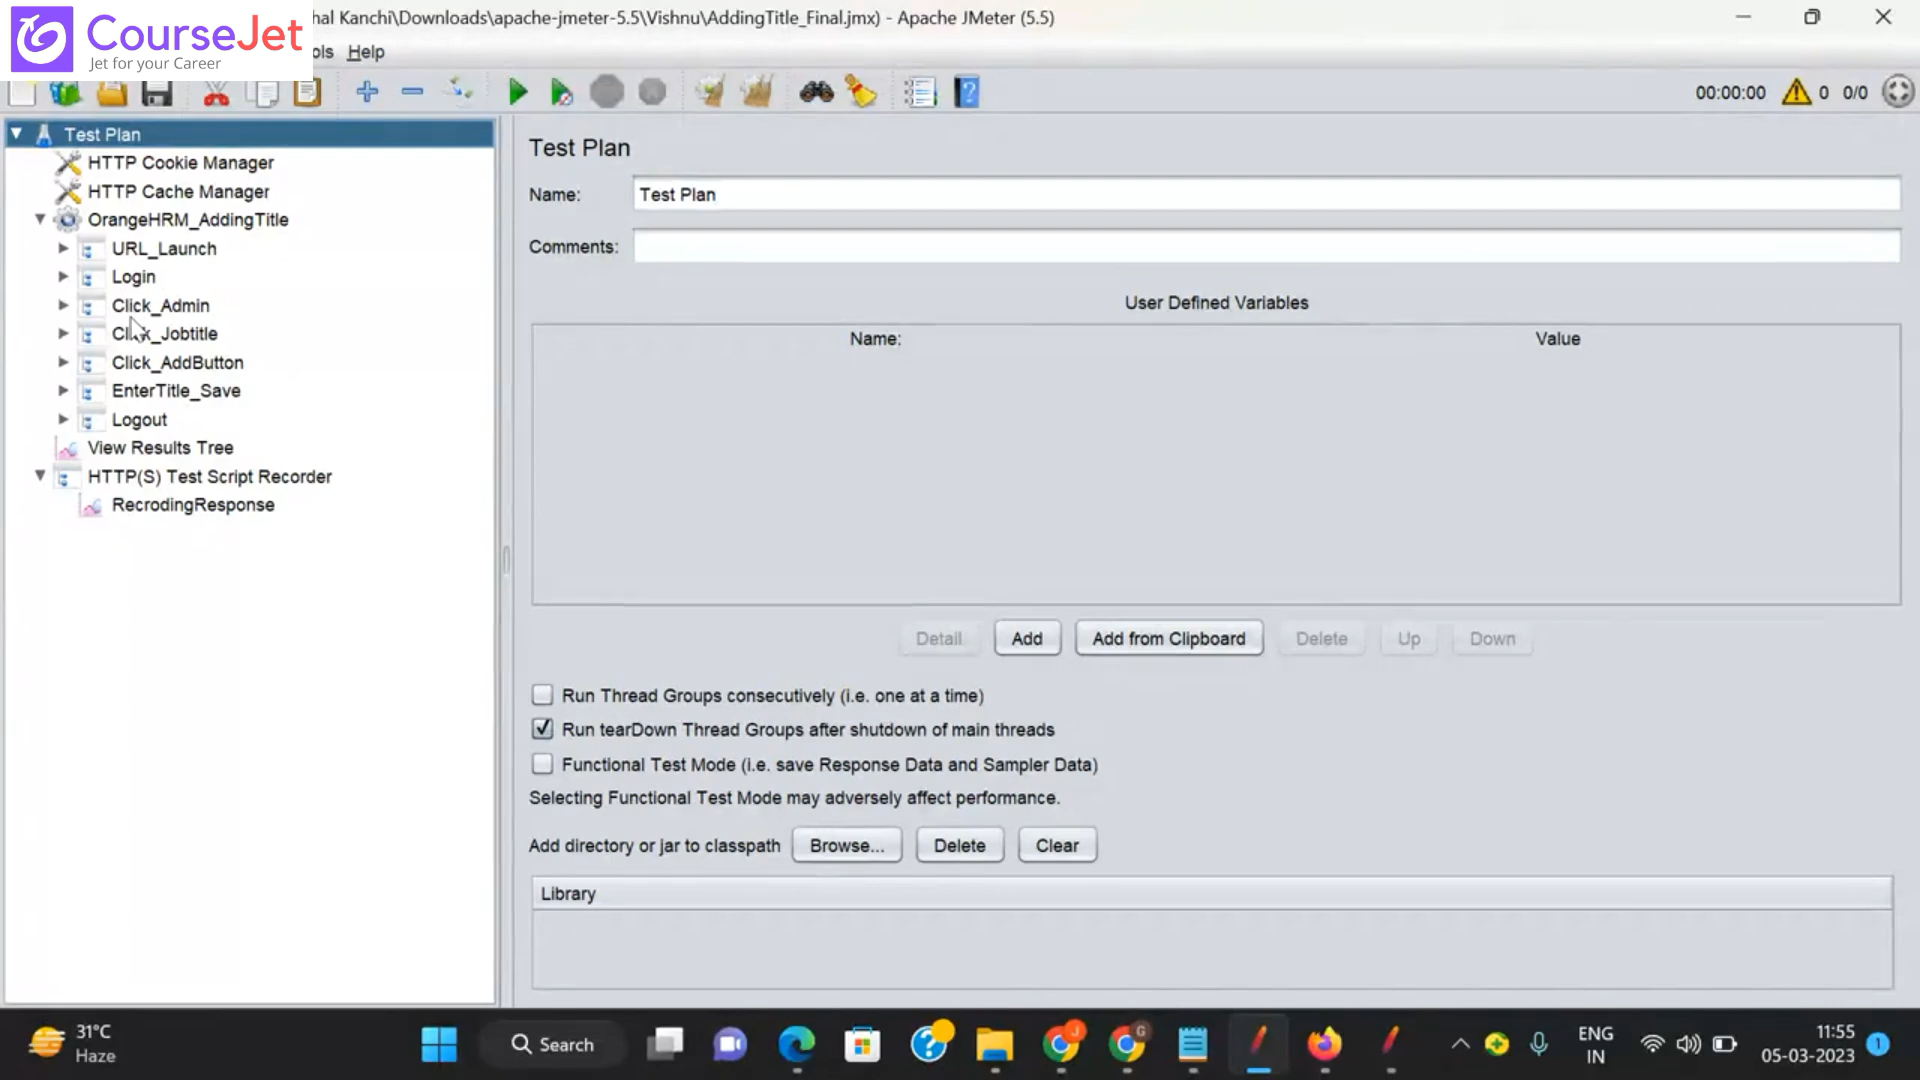 CourseJet
Jet for your Career
hal Kanchi\Downloads\apache-jmeter-5.5\Vishnu\AddingTitle_Final.jmx) - Apache JMeter (5.5)
ols Help
00:00:00 0 0/0
Test Plan
HTTP Cookie Manager
HTTP Cache Manager
OrangeHRM_AddingTitle
URL_Launch
Login
Click_Admin
Click_Jobtitle
Click_AddButton
EnterTitle_Save
Logout
View Results Tree
HTTP(S) Test Script Recorder
RecrodingResponse
Test Plan
Name: Test Plan
Comments:
User Defined Variables
Name: Value
Detail Add Add from Clipboard Delete Up Down
Run Thread Groups consecutively (i.e. one at a time)
Run tearDown Thread Groups after shutdown of main threads
Functional Test Mode (i.e. save Response Data and Sampler Data)
Selecting Functional Test Mode may adversely affect performance.
Add directory or jar to classpath Browse... Delete Clear
Library
31°C
Haze
Search
J
G
ENG
IN
11:55
05-03-2023
1